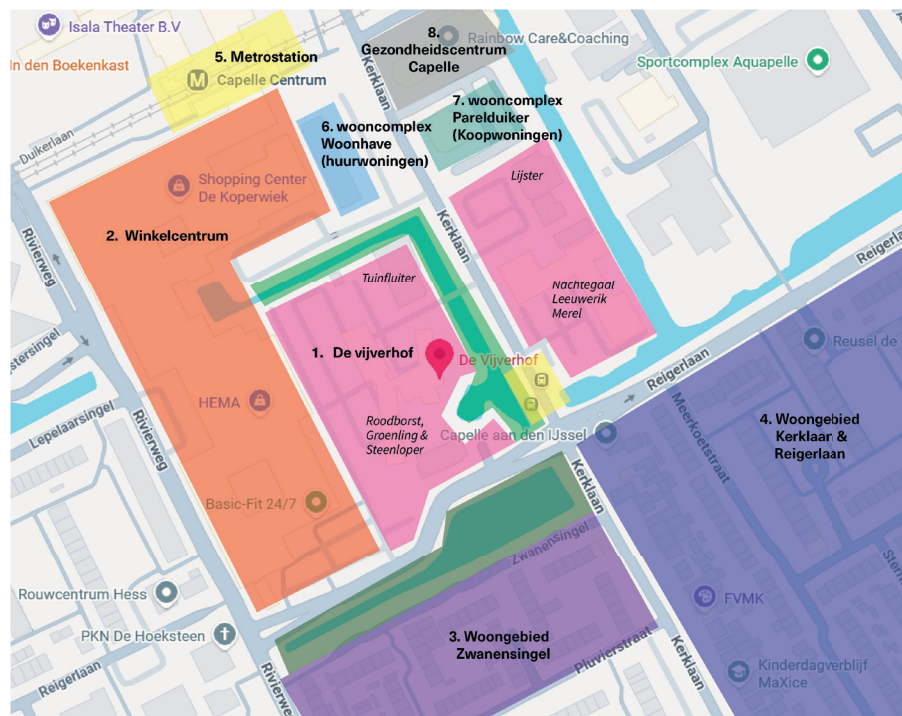 Isala Theater B.V
In den Boekenkast
5. Metrostation
Capelle Centrum
Duikerlaan
8.
Gezondheidscentrum
Capelle
Rainbow Care&Coaching
Sportcomplex Aquapelle
7. wooncomplex
Parelduiker
(Koopwoningen)
6. wooncomplex
Woonhave
(huurwoningen)
Kerklaan
Shopping Center
De Koperwiek
2. Winkelcentrum
Rivierweg
Lijster
Kerklaan
Tuinfluiter
Nachtegaal
Leeuwerik
Merel
Reigerlaan
1. De vijverhof
De Vijverhof
Reusel de
HEMA
Lepelaarsingel
Rivierweg
Roodborst,
Groenling &
Steenloper
Capelle aan den IJssel
Reigerlaan
Meerkoetstraat
4. Woongebied
Kerklaan &
Reigerlaan
Basic-Fit 24/7
Kerklaan
Zwanensingel
Rouwcentrum Hess
PKN De Hoeksteen
3. Woongebied
Zwanensingel
Pluvierstraat
FVMK
Kerklaan
Kinderdagverblijf
MaXice
Reigerlaan